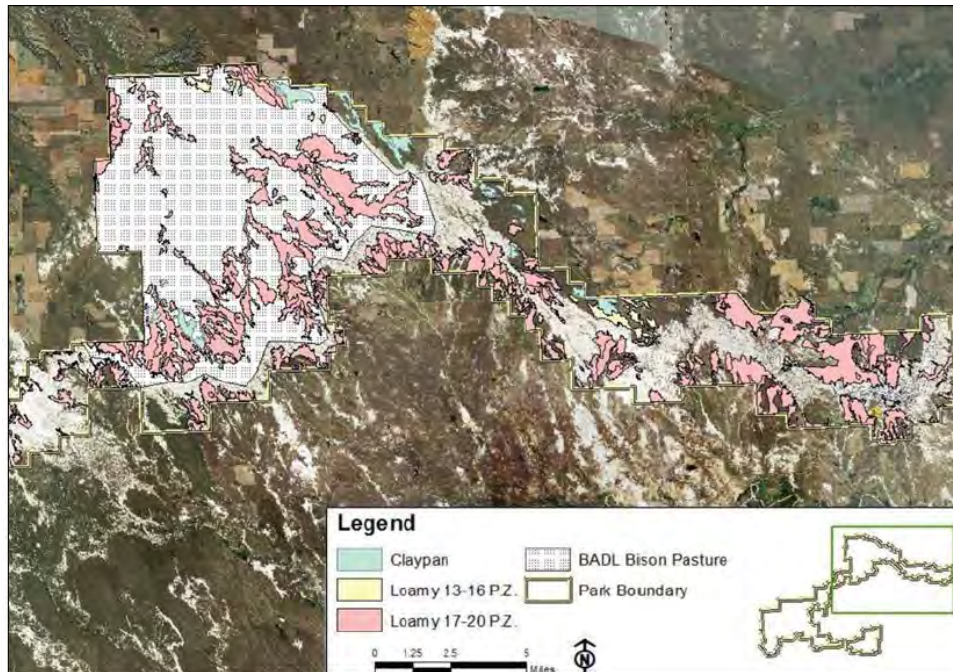 Legend
Claypan
Loamy 13-16 P.Z.
Loamy 17-20 P.Z.
BADL Bison Pasture
Park Boundary
0 1.25 2.5 5
Miles
N